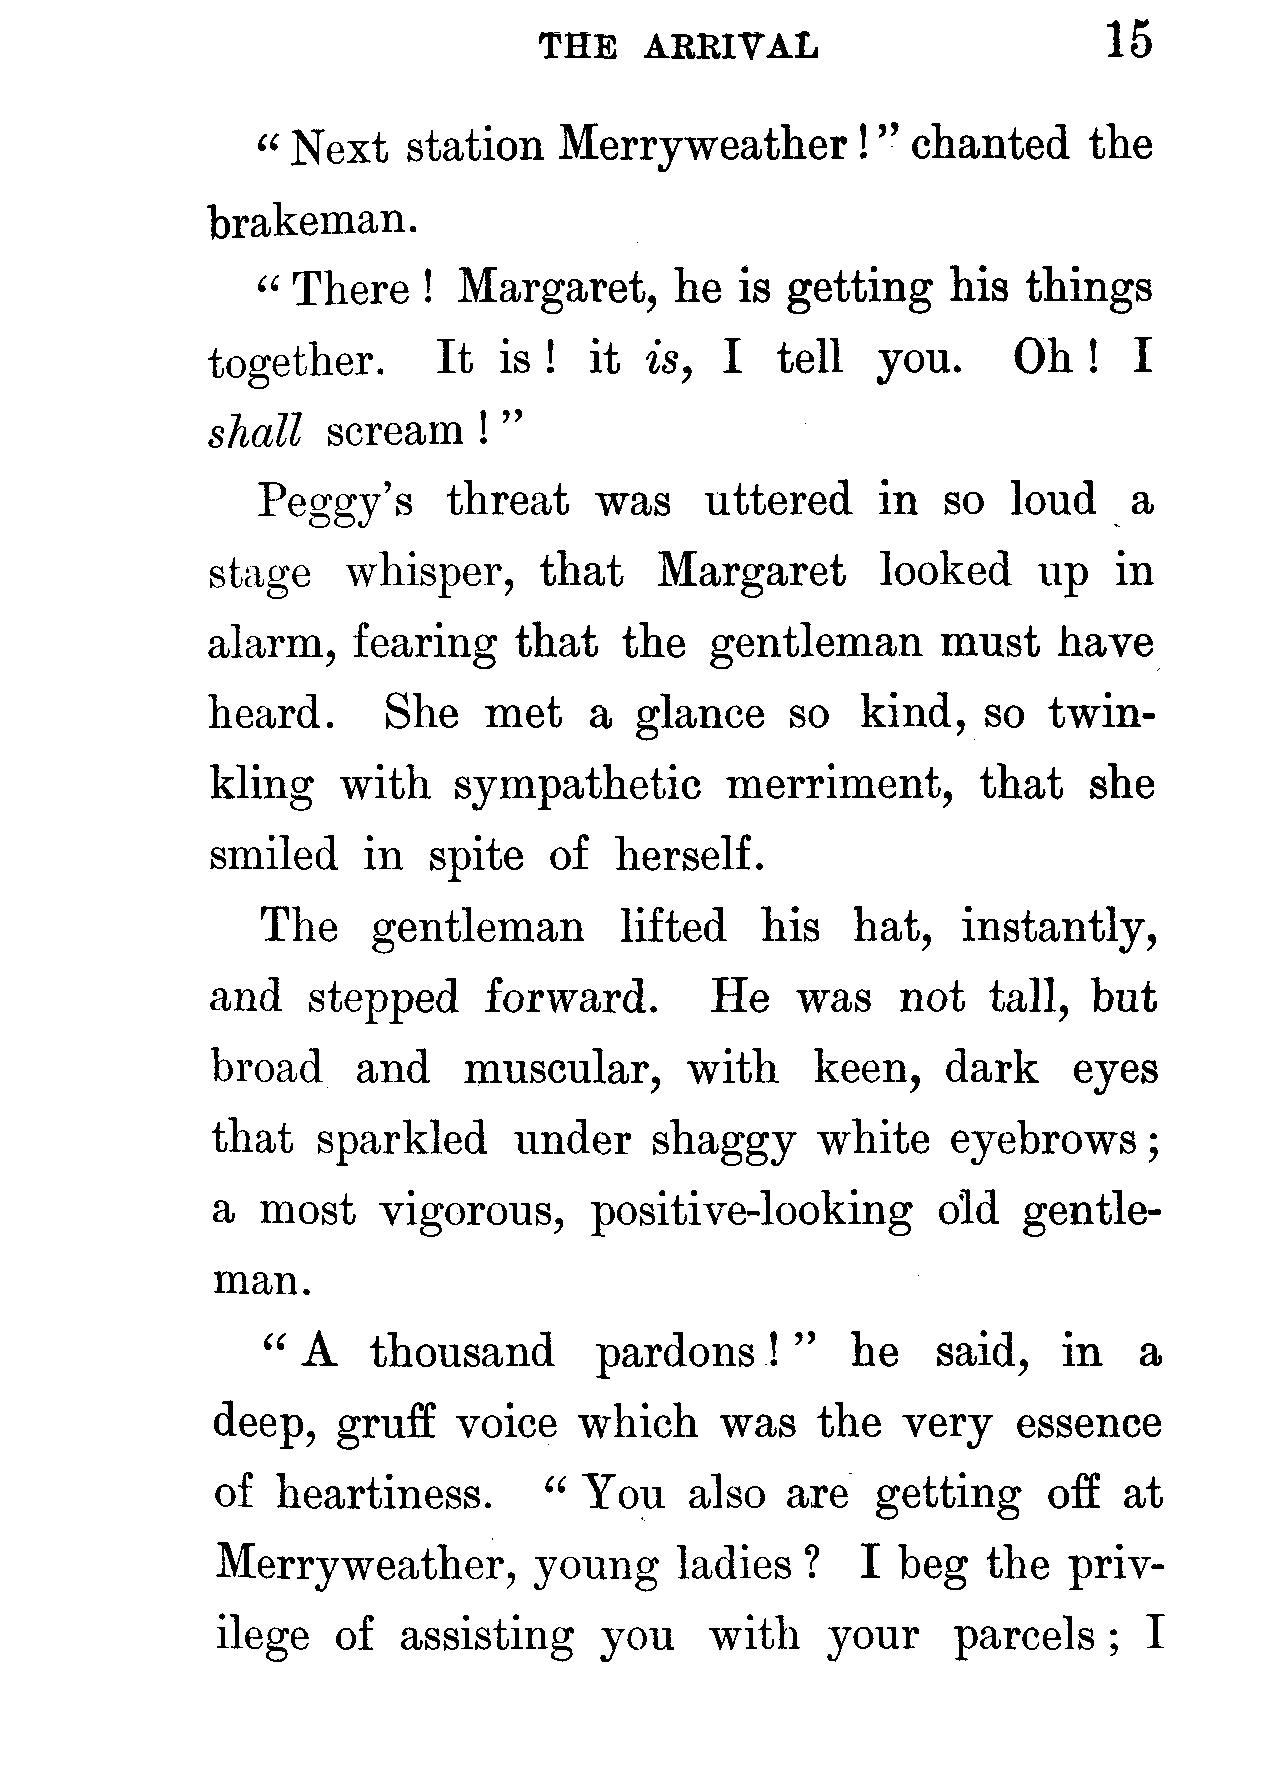 THE ARRIVAL 15
“ Next station Merryweather ! ” chanted the
brakeman.
“ There ! Margaret, he is getting his things
together. It is ! it is, I tell you. Oh ! I
shall scream ! ”
Peggy’s threat was uttered in so loud a
stage whisper, that Margaret looked up in
alarm, fearing that the gentleman must have
heard. She met a glance so kind, so twin-
kling with sympathetic merriment, that she
smiled in spite of herself.
The gentleman lifted his hat, instantly,
and stepped forward. He was not tall, but
broad and muscular, with keen, dark eyes
that sparkled under shaggy white eyebrows ;
a most vigorous, positive-looking old gentle-
man.
“ A thousand pardons ! ” he said, in a
deep, gruff voice which was the very essence
of heartiness. “ You also are getting off at
Merryweather, young ladies ? I beg the priv-
ilege of assisting you with your parcels ; I